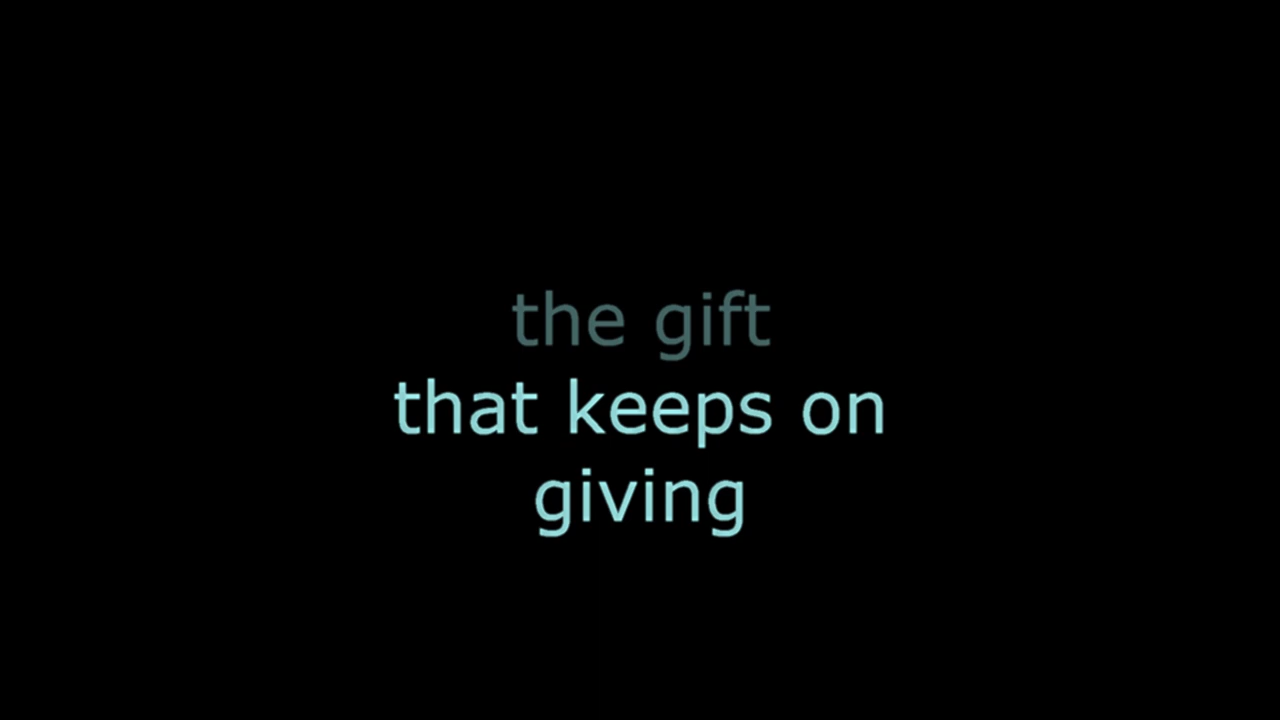 the gift
that keeps on
giving